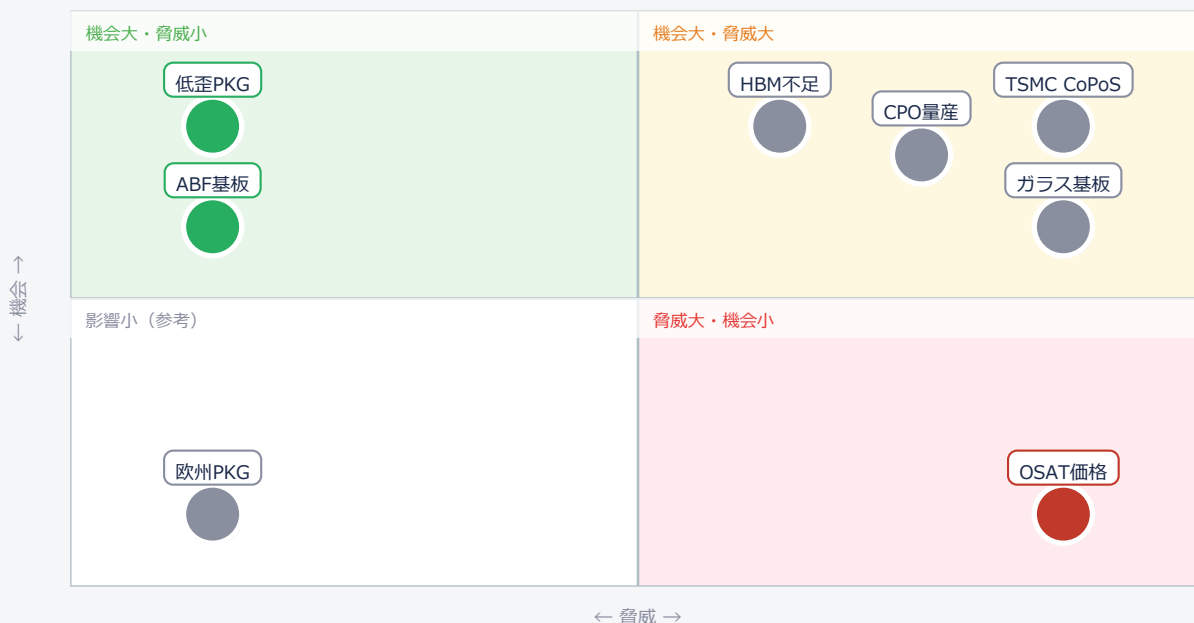 機会大・脅威小
機会大・脅威大
低歪PKG
HBM不足
TSMC CoPoS
CPO量産
ABF基板
ガラス基板
← 機会 →
影響小（参考）
脅威大・機会小
欧州PKG
OSAT価格
← 脅威 →